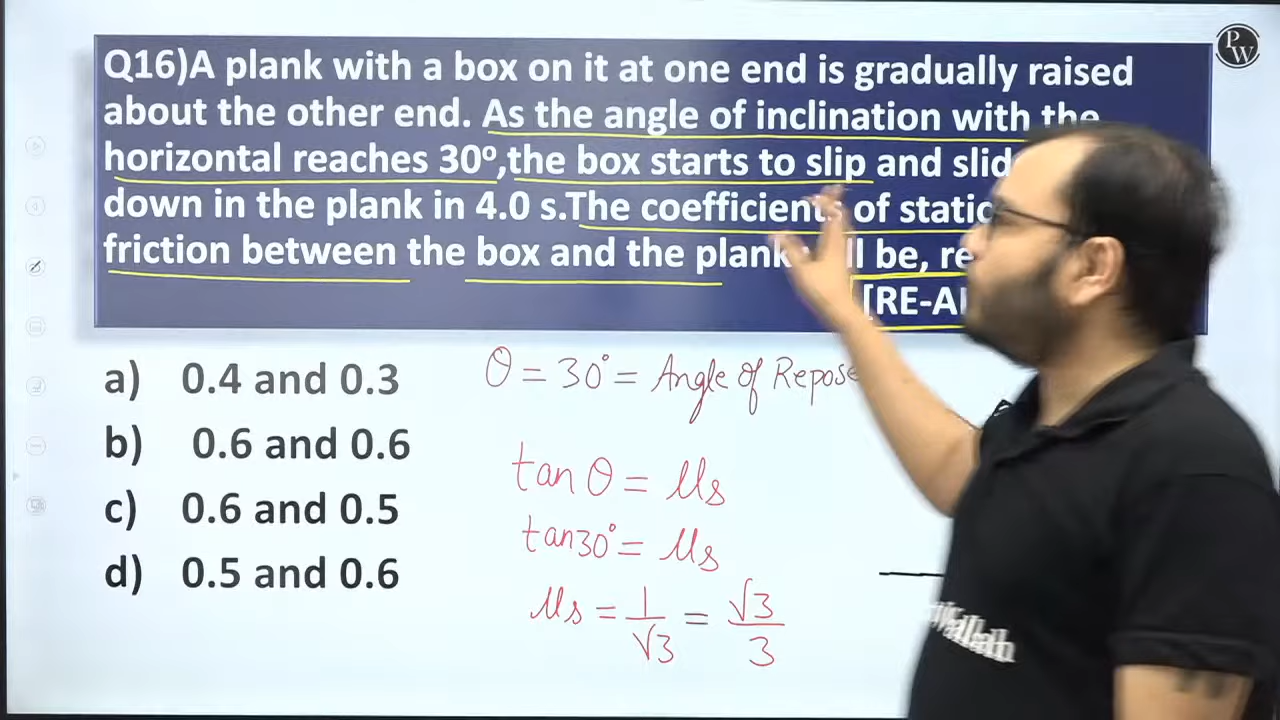 Q16)A plank with a box on it at one end is gradually raised
about the other end. As the angle of inclination with the
horizontal reaches 30º,the box starts to slip and
down in the plank in 4.0 s.The coefficients of static
friction between the box and the plank be,
a) 0.4 and 0.3
b) 0.6 and 0.6
c) 0.6 and 0.5
d) 0.5 and 0.6
θ = 30° = Angle of Repose
tan θ = μs
tan30° = μs
μs = 1/√3 = √3/3
PW